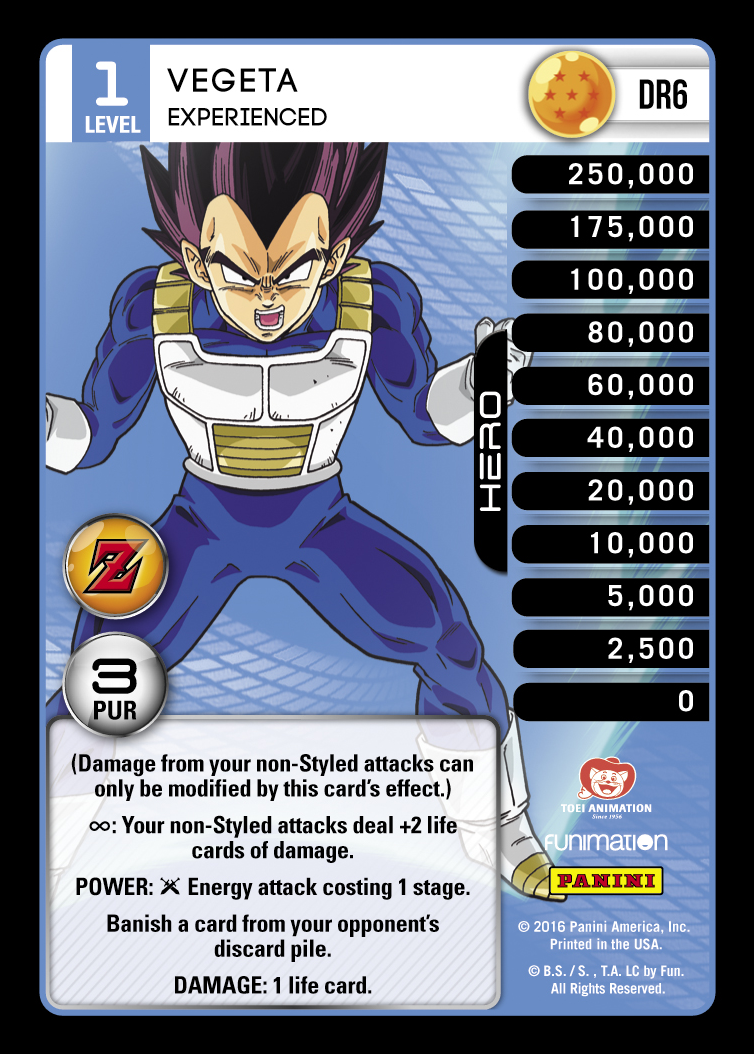 1
LEVEL
VEGETA
EXPERIENCED
DR6
250,000
175,000
100,000
80,000
60,000
40,000
20,000
10,000
5,000
2,500
0
HERO
Z
3
PUR
(Damage from your non-Styled attacks can
only be modified by this card's effect.)
∞: Your non-Styled attacks deal +2 life
cards of damage.
POWER: Energy attack costing 1 stage.
Banish a card from your opponent's
discard pile.
DAMAGE: 1 life card.
TOEI ANIMATION
Since 1956
FUNIMATION
PANINI
© 2016 Panini America, Inc.
Printed in the USA.
© B.S. / S. , T.A. LC by Fun.
All Rights Reserved.